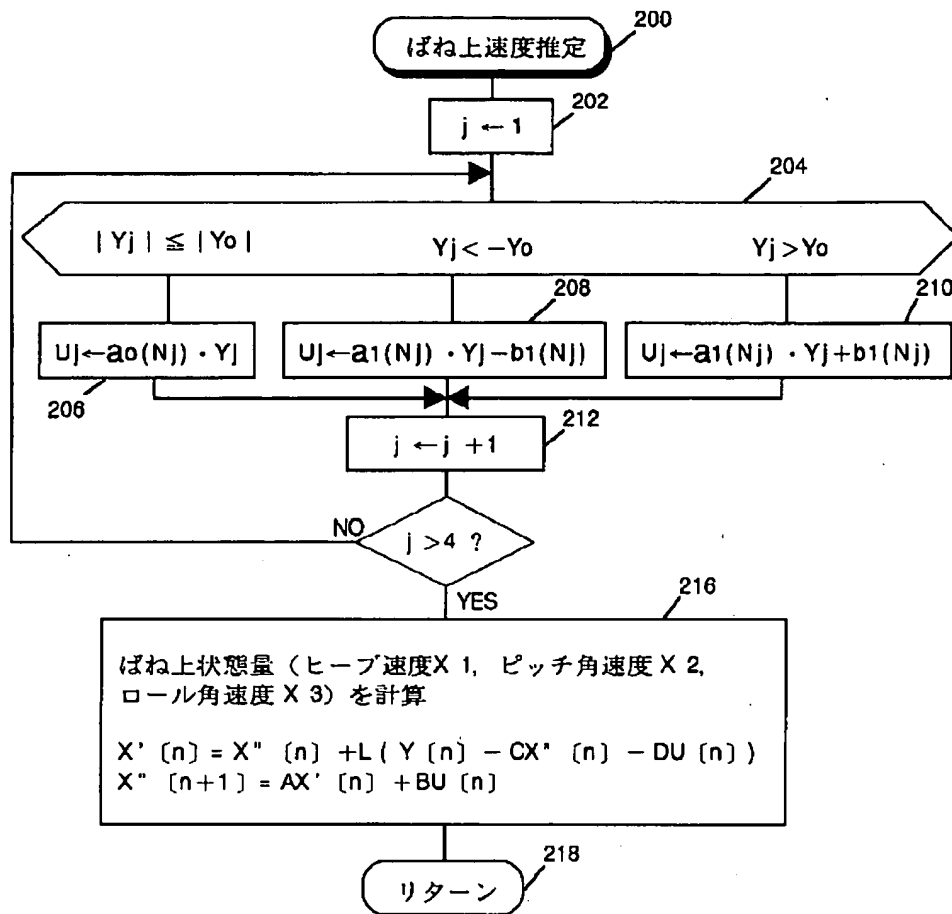 200
ばね上速度推定
202
j ← 1
204
| Yj | ≦ | Yo |
Yj < −Yo
Yj > Yo
208
210
Uj←a0(Nj)・Yj
Uj←a1(Nj)・Yj−b1(Nj)
Uj←a1(Nj)・Yj+b1(Nj)
206
212
j ← j +1
NO
j >4 ?
YES
216
ばね上状態量（ヒーブ速度X 1, ピッチ角速度 X 2,
ロール角速度 X 3）を計算
X' 〔n〕= X" 〔n〕+L ( Y〔n〕− CX" 〔n〕− DU〔n〕)
X" 〔n+1〕= AX' 〔n〕+BU〔n〕
218
リターン